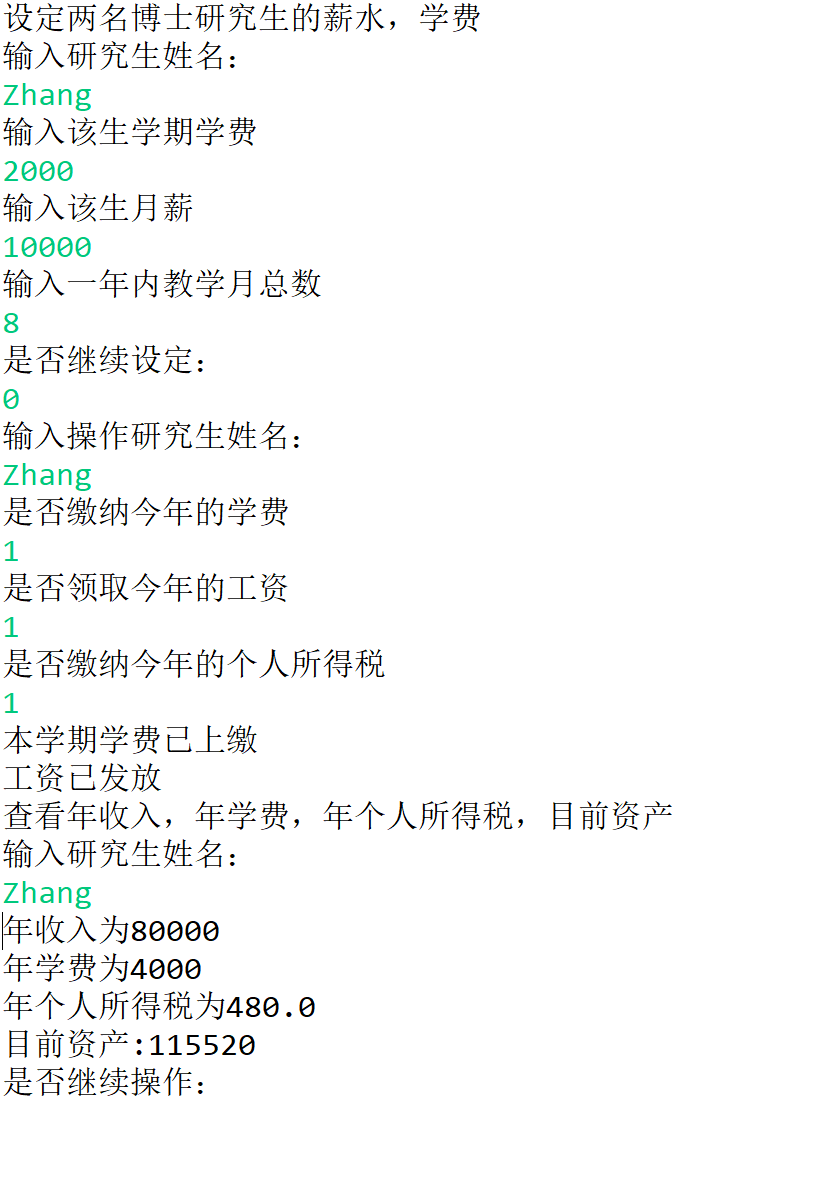 设定两名博士研究生的薪水，学费
输入研究生姓名：
Zhang
输入该生学期学费
2000
输入该生月薪
10000
输入一年内教学月总数
8
是否继续设定：
0
输入操作研究生姓名：
Zhang
是否缴纳今年的学费
1
是否领取今年的工资
1
是否缴纳今年的个人所得税
1
本学期学费已上缴
工资已发放
查看年收入，年学费，年个人所得税，目前资产
输入研究生姓名：
Zhang
年收入为80000
年学费为4000
年个人所得税为480.0
目前资产:115520
是否继续操作：